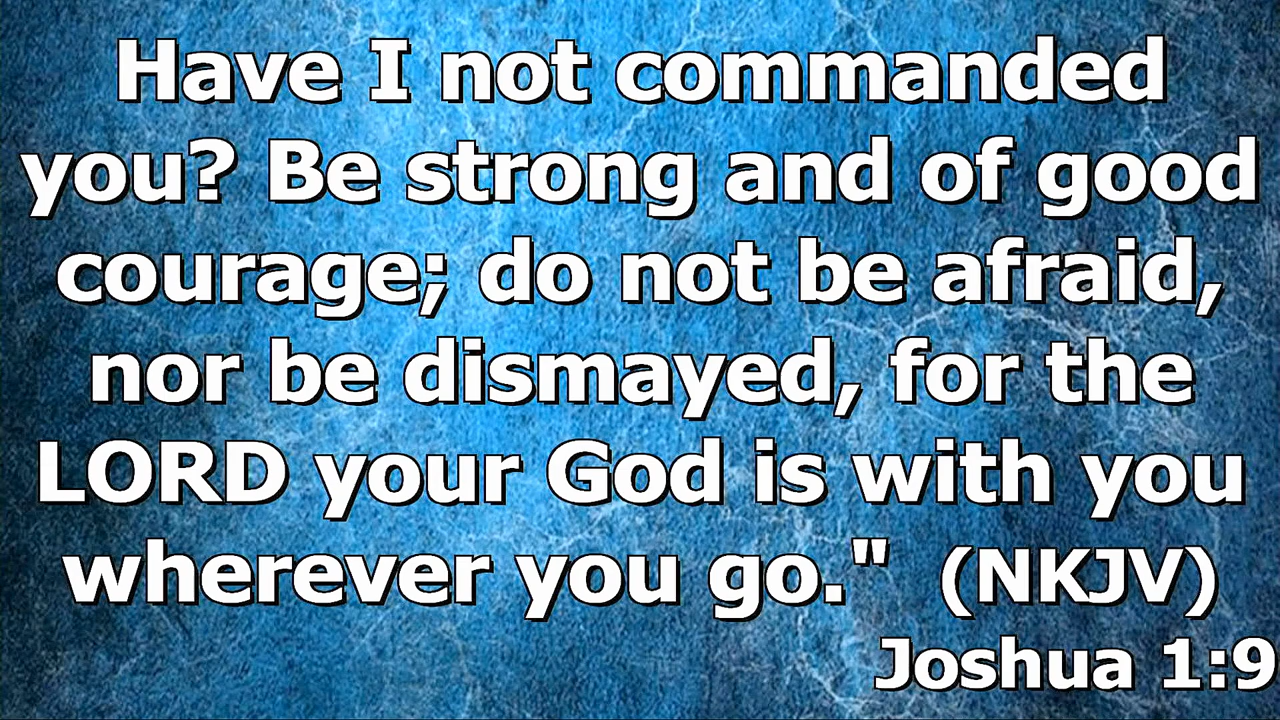 Have I not commanded
you? Be strong and of good
courage; do not be afraid,
nor be dismayed, for the
LORD your God is with you
wherever you go." (NKJV)
Joshua 1:9